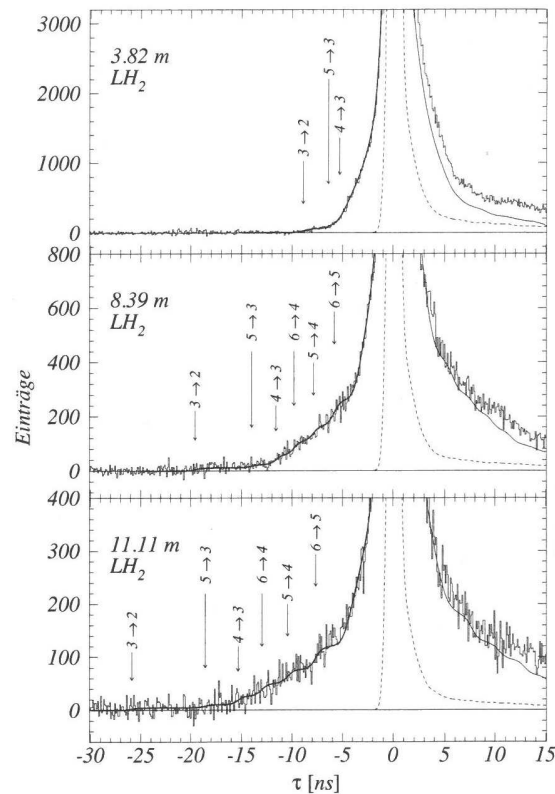 3000
3.82 m
LH₂
2000
1000
0
3 → 2
5 → 3
4 → 3
800
8.39 m
LH₂
600
400
200
0
3 → 2
5 → 3
4 → 3
6 → 4
5 → 4
6 → 5
Einträge
400
11.11 m
LH₂
300
200
100
0
3 → 2
5 → 3
4 → 3
6 → 4
5 → 4
6 → 5
-30 -25 -20 -15 -10 -5 0 5 10 15
τ [ns]